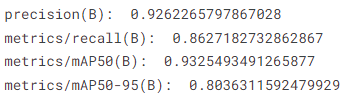 precision(B): 0.9262265797867028
metrics/recall(B): 0.8627182732862867
metrics/mAP50(B): 0.9325493491265877
metrics/mAP50-95(B): 0.8036311592479929